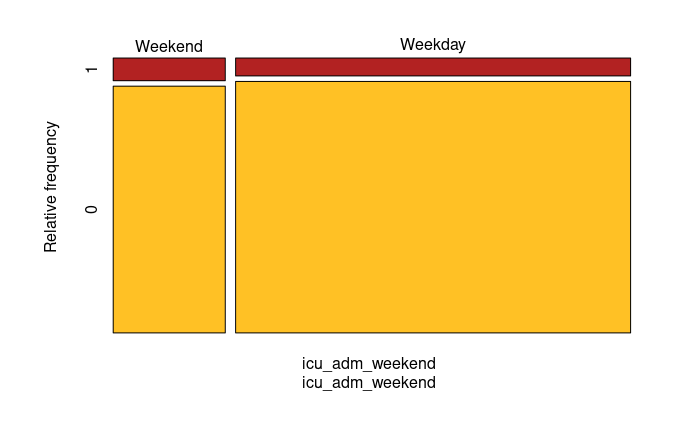 Weekend
Weekday
1
0
Relative frequency
icu_adm_weekend
icu_adm_weekend